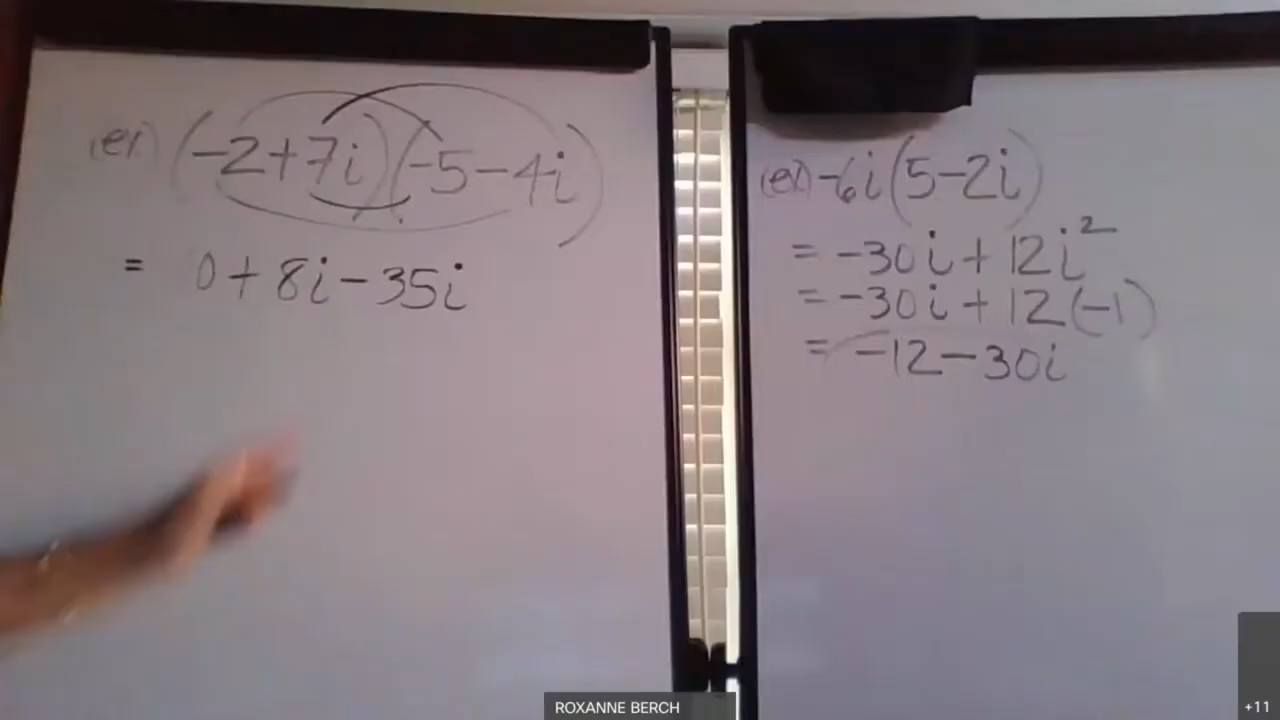 (ex) (-2+7i)(-5-4i)
= 0+8i-35i
(ex) -6i(5-2i)
= -30i+12i²
= -30i+12(-1)
= -12-30i
ROXANNE BERCH
+11